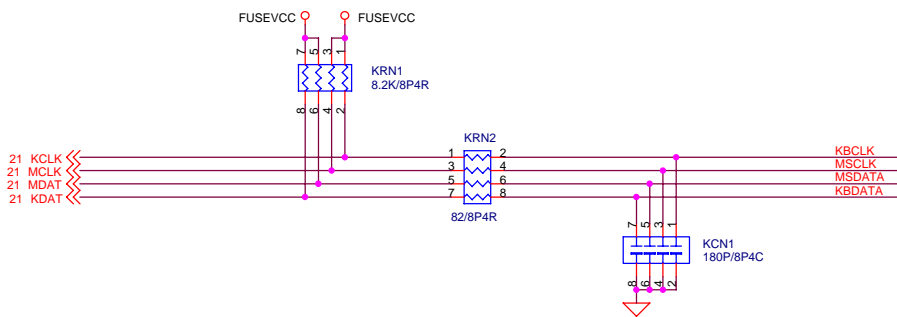 FUSEVCC FUSEVCC
7 5 3 1
KRN1
8.2K/8P4R
8 6 4 2
KRN2
21 KCLK 1 2 KBCLK
21 MCLK 3 4 MSCLK
21 MDAT 5 6 MSDATA
21 KDAT 7 8 KBDATA
82/8P4R
7 5 3 1
KCN1
180P/8P4C
8 6 4 2